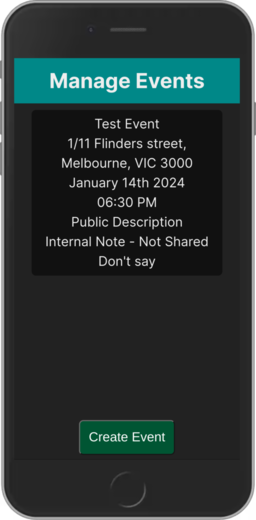 Manage Events
Test Event
1/11 Flinders street,
Melbourne, VIC 3000
January 14th 2024
06:30 PM
Public Description
Internal Note - Not Shared
Don't say
Create Event